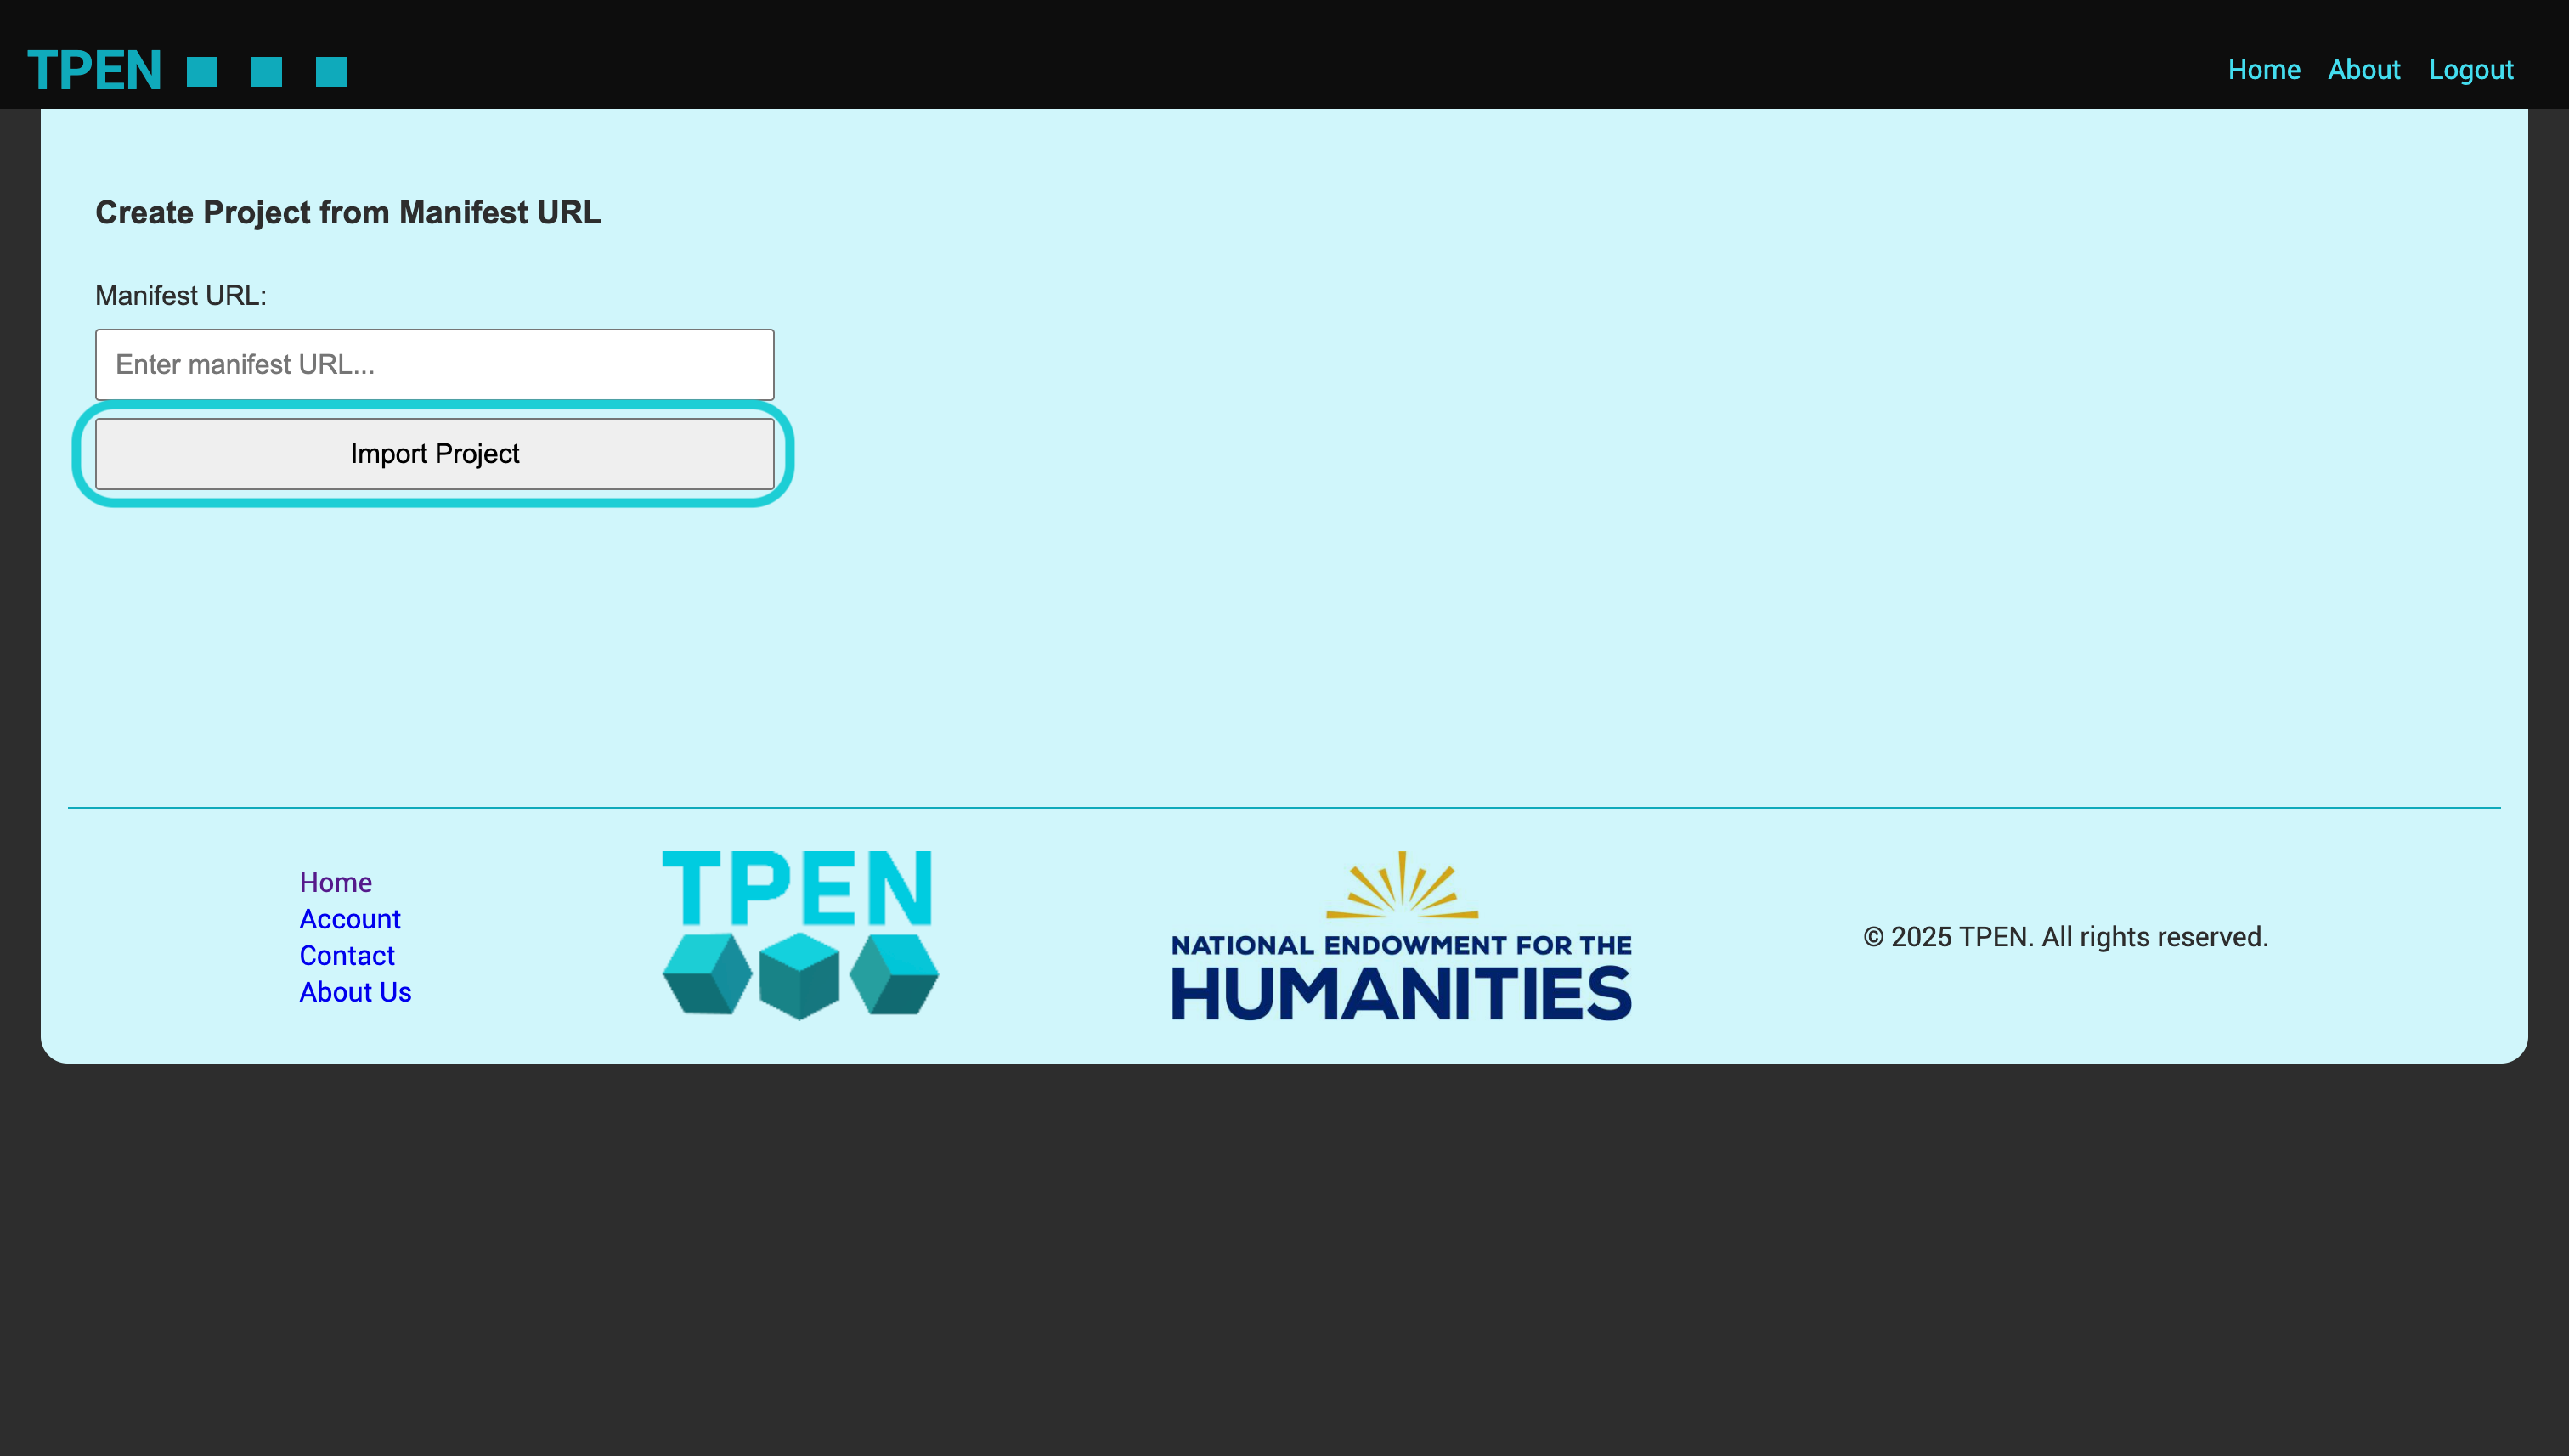 TPEN
Home About Logout
Create Project from Manifest URL
Manifest URL:
Enter manifest URL...
Import Project
Home
Account
Contact
About Us
TPEN
NATIONAL ENDOWMENT FOR THE
HUMANITIES
© 2025 TPEN. All rights reserved.